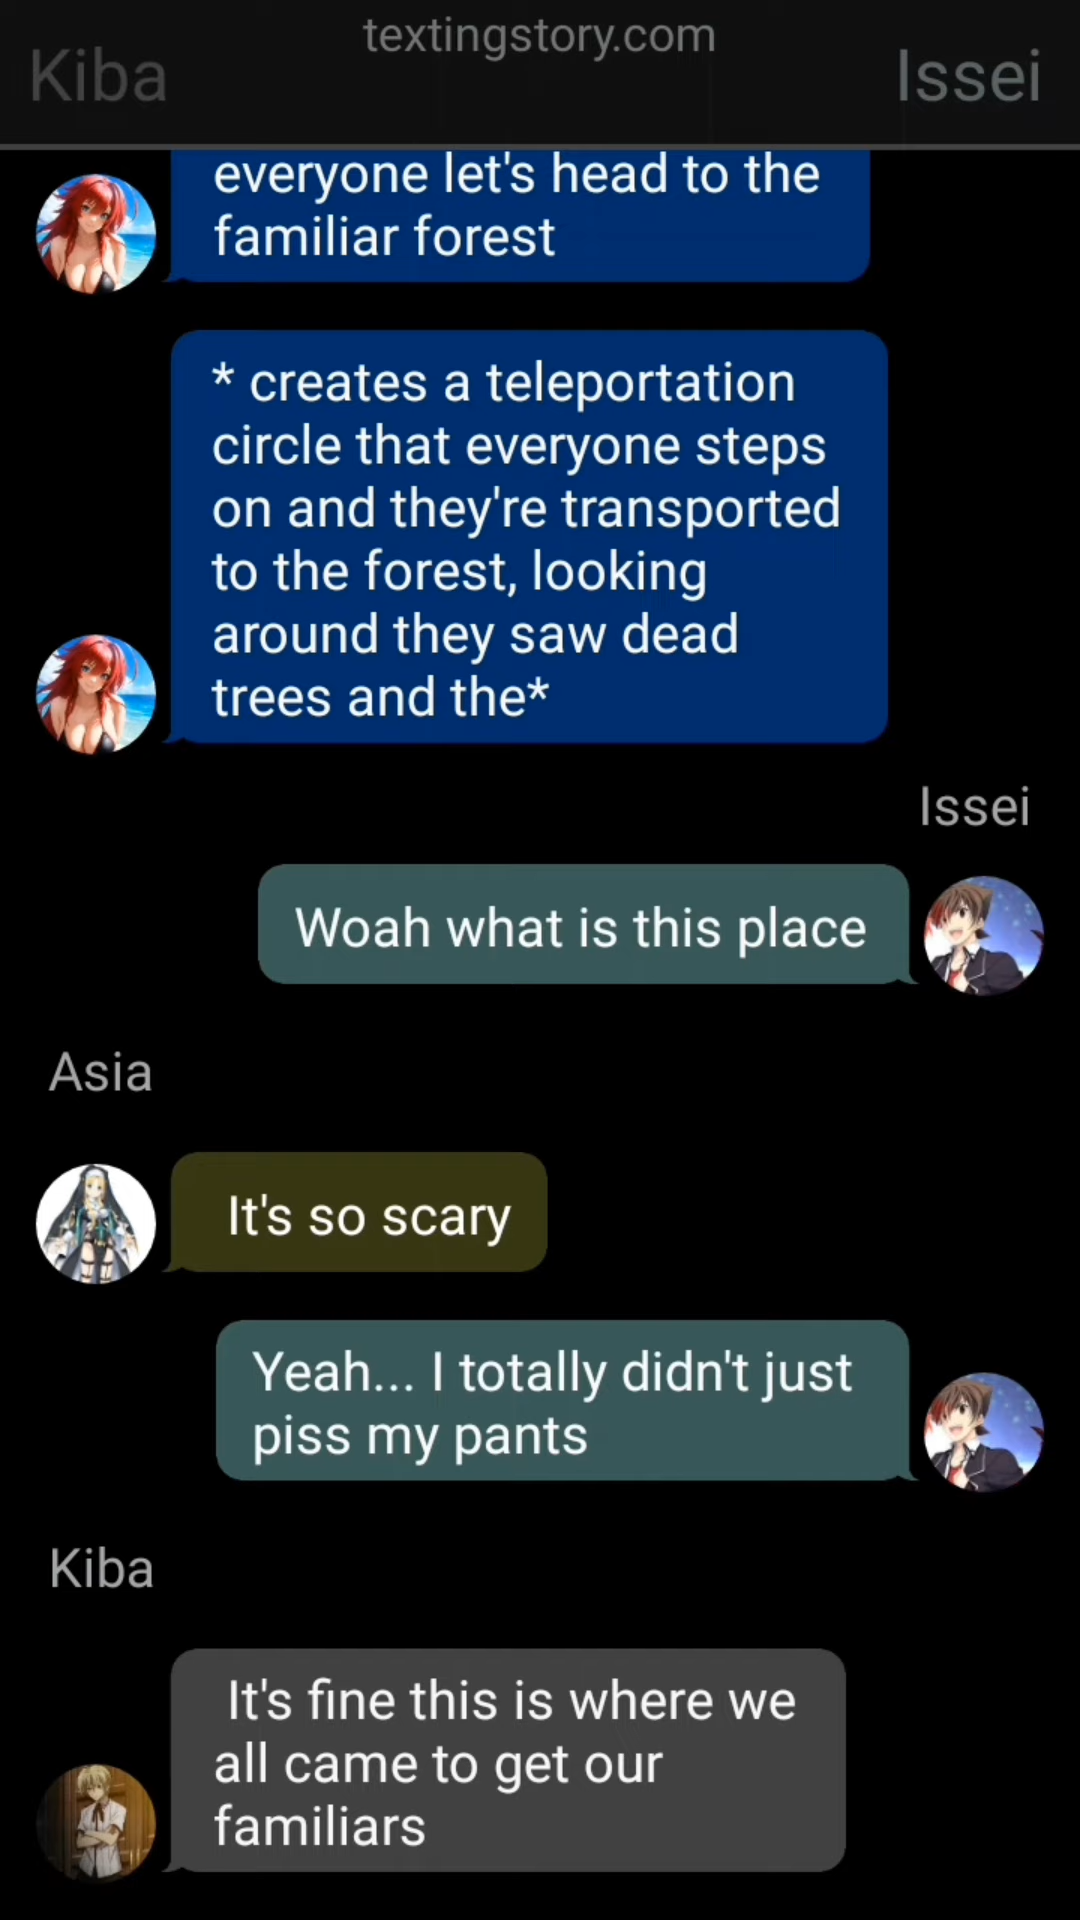 textingstory.com
Kiba
Issei
everyone let's head to the
familiar forest
* creates a teleportation
circle that everyone steps
on and they're transported
to the forest, looking
around they saw dead
trees and the*
Issei
Woah what is this place
Asia
It's so scary
Yeah... I totally didn't just
piss my pants
Kiba
It's fine this is where we
all came to get our
familiars